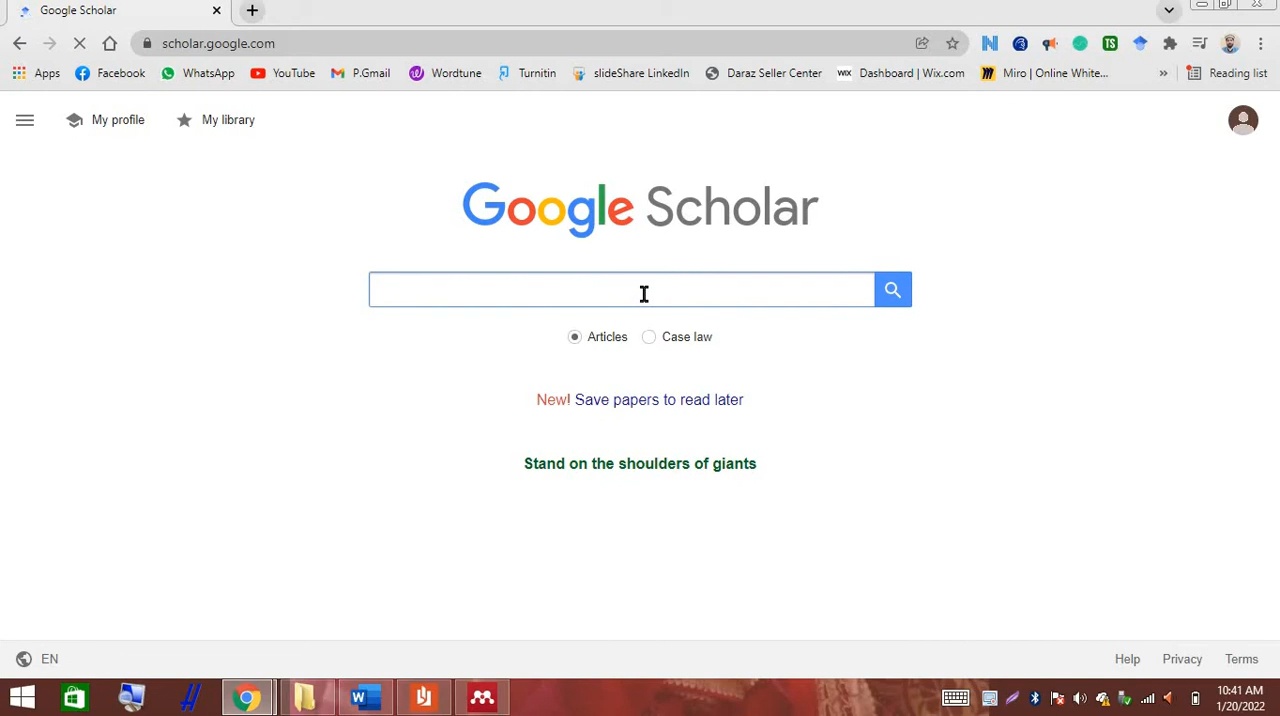 Google Scholar
scholar.google.com
Apps Facebook WhatsApp YouTube P.Gmail Wordtune Turnitin slideShare LinkedIn Daraz Seller Center WIX Dashboard | Wix.com Miro | Online White... » Reading list
My profile My library
Google Scholar
Articles Case law
New! Save papers to read later
Stand on the shoulders of giants
EN Help Privacy Terms
10:41 AM
1/20/2022